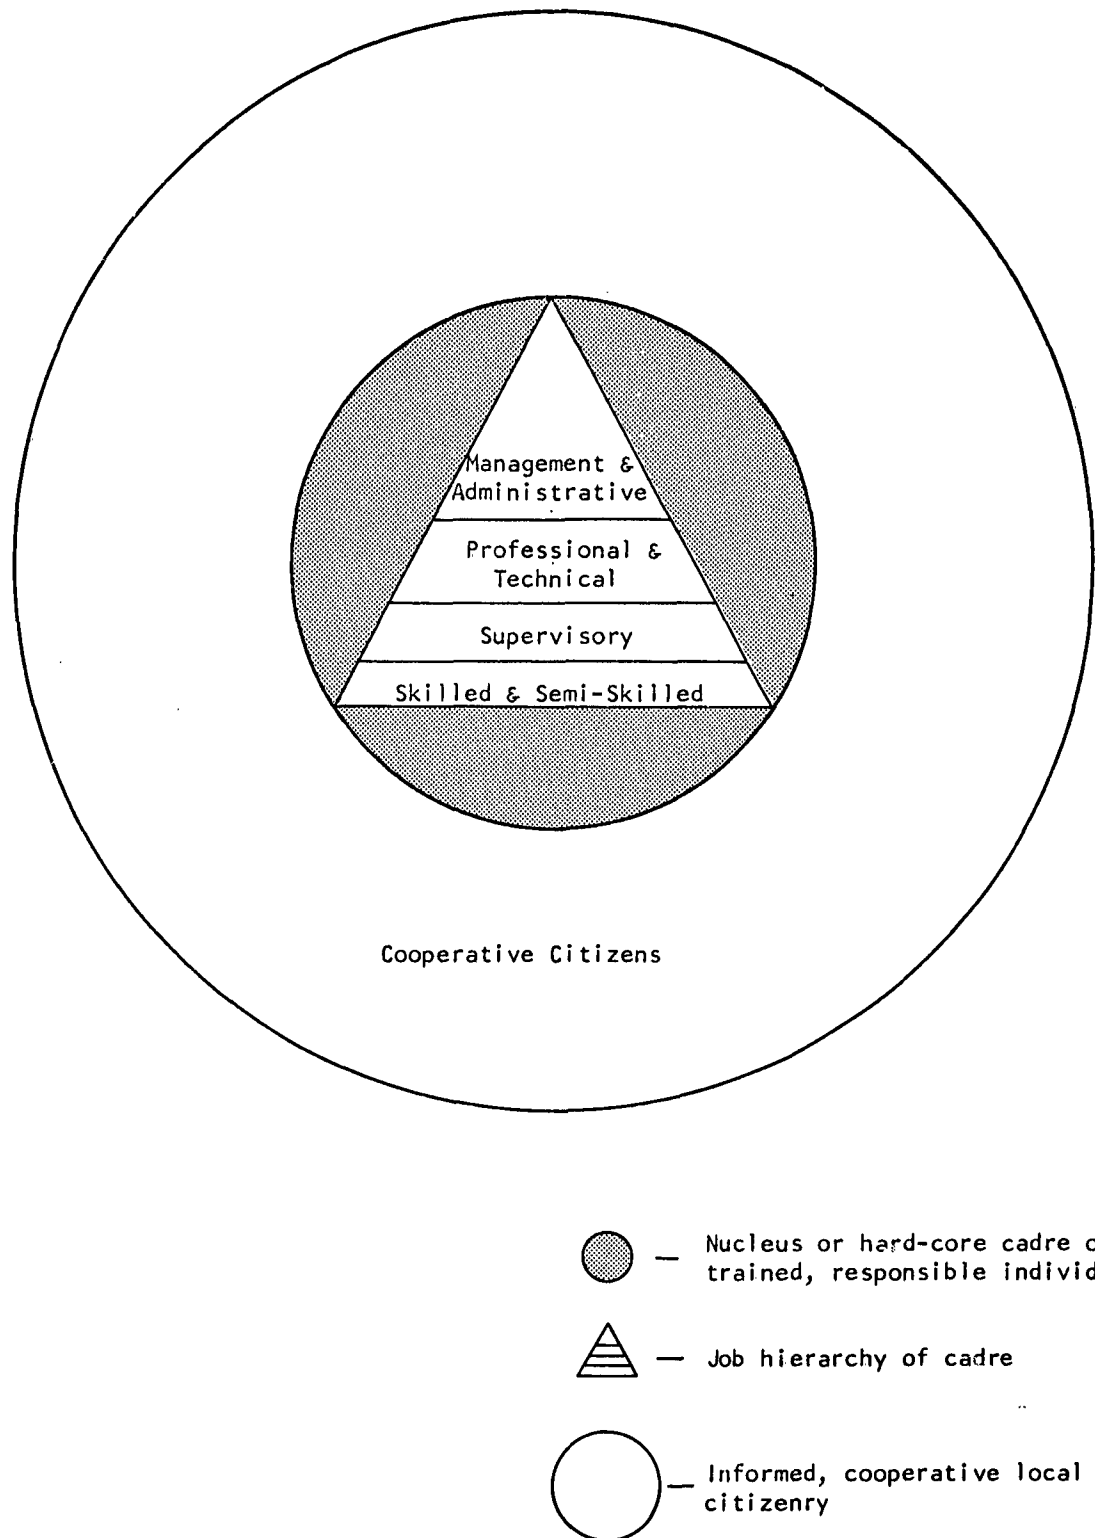 Management &
Administrative
Professional &
Technical
Supervisory
Skilled & Semi-Skilled
Cooperative Citizens
— Nucleus or hard-core cadre
trained, responsible
— Job hierarchy of cadre
— Informed, cooperative local
citizenry